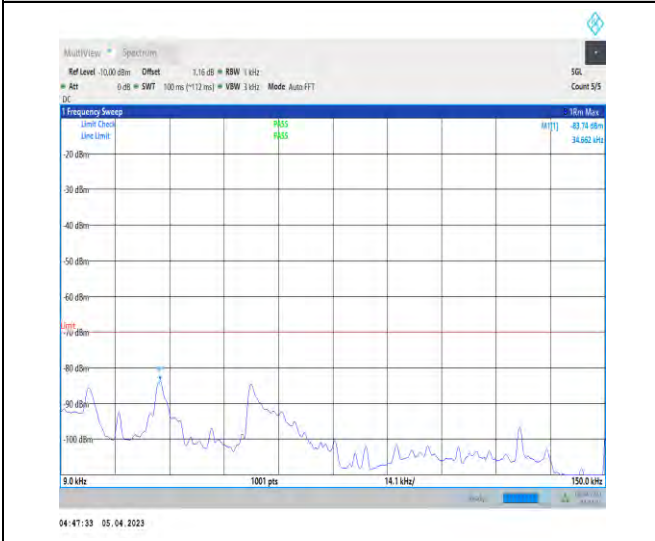 MultiView Spectrum
Ref Level -10.00 dBm Offset 1.16 dB RBW 1 kHz SGL
Att 0 dB SWT 100 ms (~112 ms) VBW 3 kHz Mode Auto FFT Count 5/5
DC
1 Frequency Sweep 1Rm Max
Limit Check PASS M1[1] -83.74 dBm
Line Limit PASS 34.662 kHz
-20 dBm
-30 dBm
-40 dBm
-50 dBm
-60 dBm
Limit
-70 dBm
-80 dBm
-90 dBm
-100 dBm
9.0 kHz 1001 pts 14.1 kHz/ 150.0 kHz
Ready
04:47:33 05.04.2023